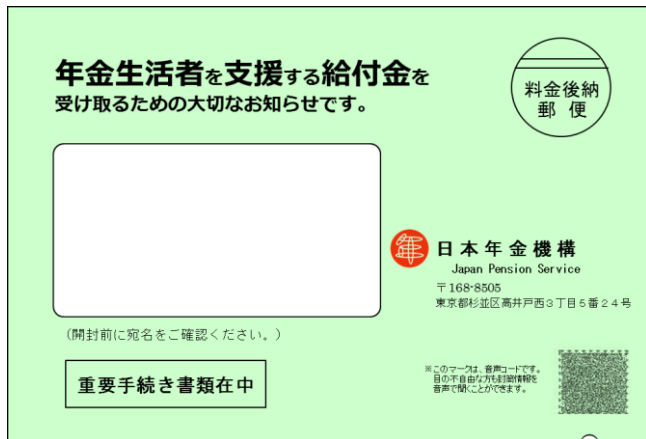 年金生活者を支援する給付金を
受け取るための大切なお知らせです。
料金後納
郵便
年
日本年金機構
Japan Pension Service
〒168-8505
東京都杉並区高井戸西3丁目5番24号
(開封前に宛名をご確認ください。)
重要手続き書類在中
※このマークは、音声コードです。
目の不自由な方も封筒情報を
音声で聞くことができます。